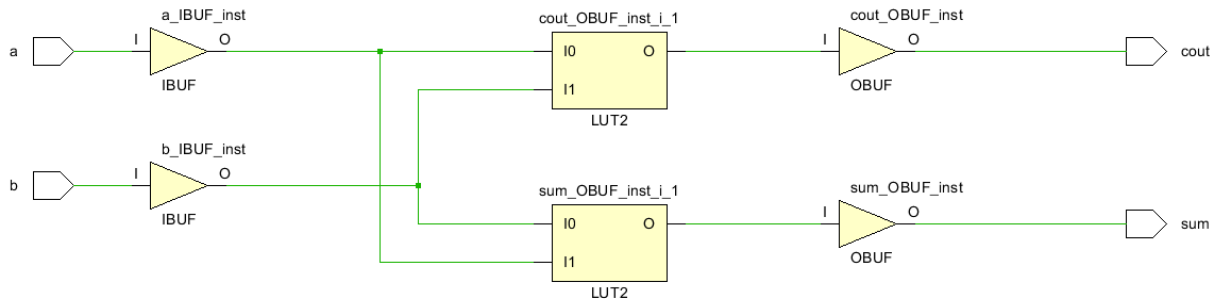 a_IBUF_inst
cout_OBUF_inst_i_1
cout_OBUF_inst
a
I
O
IBUF
I0
O
I1
LUT2
I
O
OBUF
cout
b_IBUF_inst
b
I
O
IBUF
sum_OBUF_inst_i_1
sum_OBUF_inst
I0
O
I1
LUT2
I
O
OBUF
sum